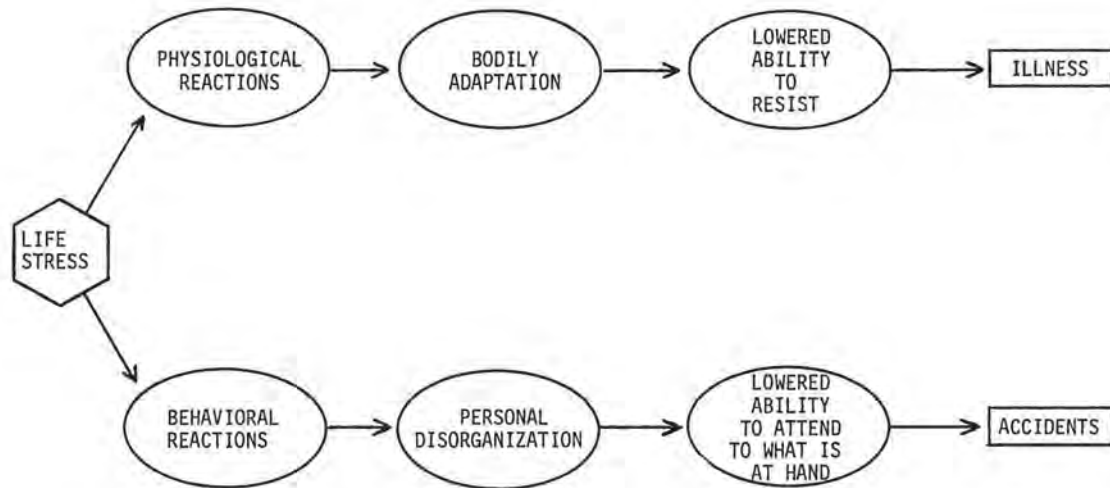 PHYSIOLOGICAL
REACTIONS
BODILY
ADAPTATION
LOWERED
ABILITY
TO
RESIST
ILLNESS
LIFE
STRESS
BEHAVIORAL
REACTIONS
PERSONAL
DISORGANIZATION
LOWERED
ABILITY
TO ATTEND
TO WHAT IS
AT HAND
ACCIDENTS